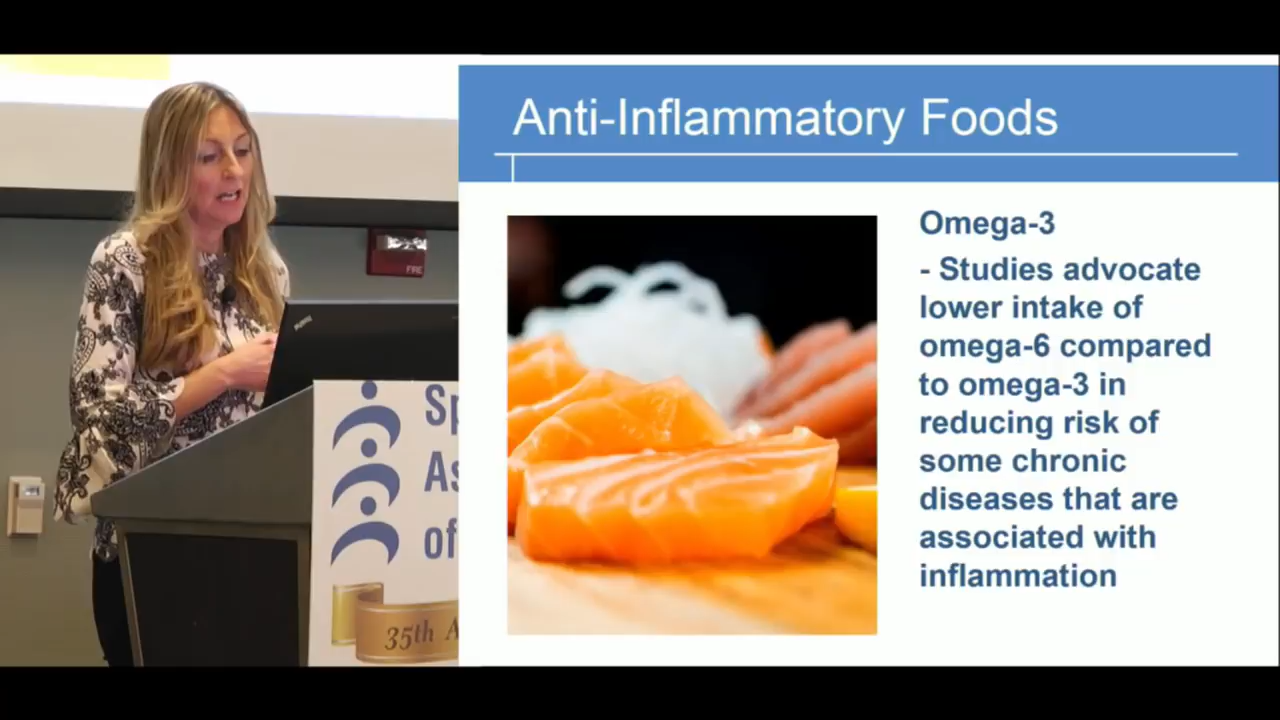 Anti-Inflammatory Foods
Omega-3
- Studies advocate
lower intake of
omega-6 compared
to omega-3 in
reducing risk of
some chronic
diseases that are
associated with
inflammation
FIRE
35th
of